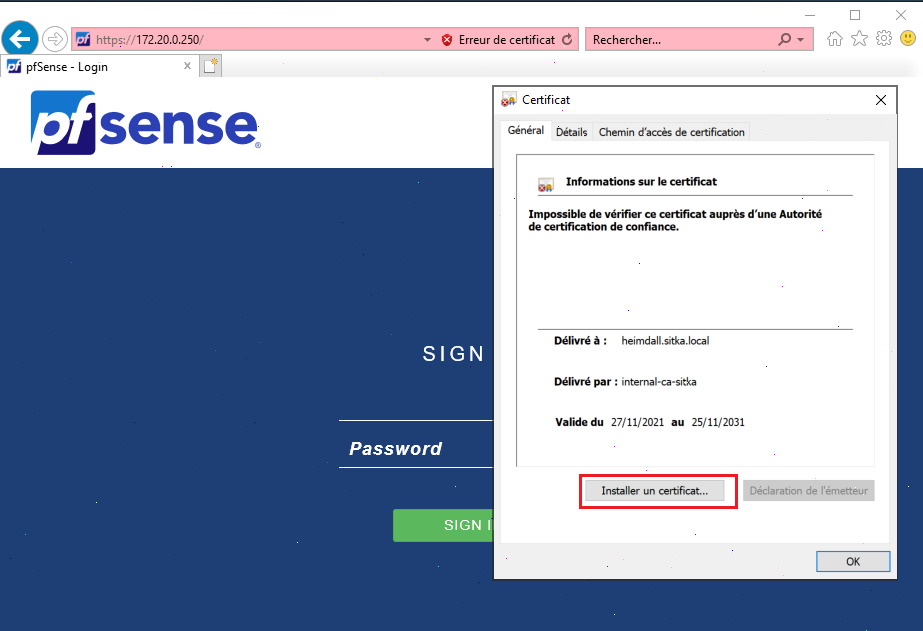 https://172.20.0.250/
Erreur de certificat
Rechercher...
pfSense - Login
pfsense
Certificat
Général
Détails
Chemin d'accès de certification
Informations sur le certificat
Impossible de vérifier ce certificat auprès d'une Autorité
de certification de confiance.
Délivré à : heimdall.sitka.local
Délivré par : internal-ca-sitka
Valide du 27/11/2021 au 25/11/2031
Installer un certificat...
Déclaration de l'émetteur
OK
SIGN
Password
SIGN I